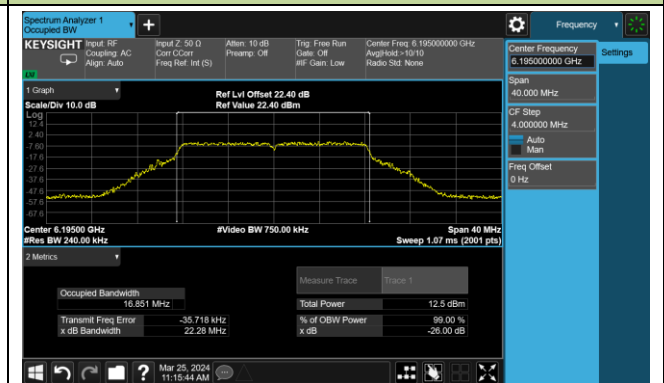 Spectrum Analyzer 1
Occupied BW
+
Frequency
KEYSIGHT
Input: RF
Coupling: AC
Align: Auto
Input Z: 50 Ω
Corr CCorr
Freq Ref: Int (S)
Atten: 10 dB
Preamp: Off
Trig: Free Run
Gate: Off
#IF Gain: Low
Center Freq: 6.195000000 GHz
Avg|Hold:>10/10
Radio Std: None
LXI
Center Frequency
6.195000000 GHz
Settings
Span
40.000 MHz
CF Step
4.000000 MHz
Auto
Man
Freq Offset
0 Hz
1 Graph
Scale/Div 10.0 dB
Ref Lvl Offset 22.40 dB
Ref Value 22.40 dBm
Log
12.4
2.40
-7.60
-17.6
-27.6
-37.6
-47.6
-57.6
-67.6
Center 6.19500 GHz
#Res BW 240.00 kHz
#Video BW 750.00 kHz
Span 40 MHz
Sweep 1.07 ms (2001 pts)
2 Metrics
Measure Trace
Trace 1
Occupied Bandwidth
16.851 MHz
Total Power
12.5 dBm
Transmit Freq Error
-35.718 kHz
% of OBW Power
99.00 %
x dB Bandwidth
22.28 MHz
x dB
-26.00 dB
?
Mar 25, 2024
11:15:44 AM